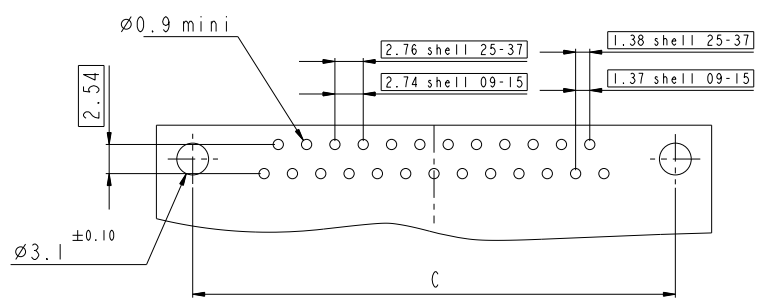 Ø0.9 mini
2.76 shell 25-37
2.74 shell 09-15
1.38 shell 25-37
1.37 shell 09-15
2.54
Ø3.1 ±0.10
C